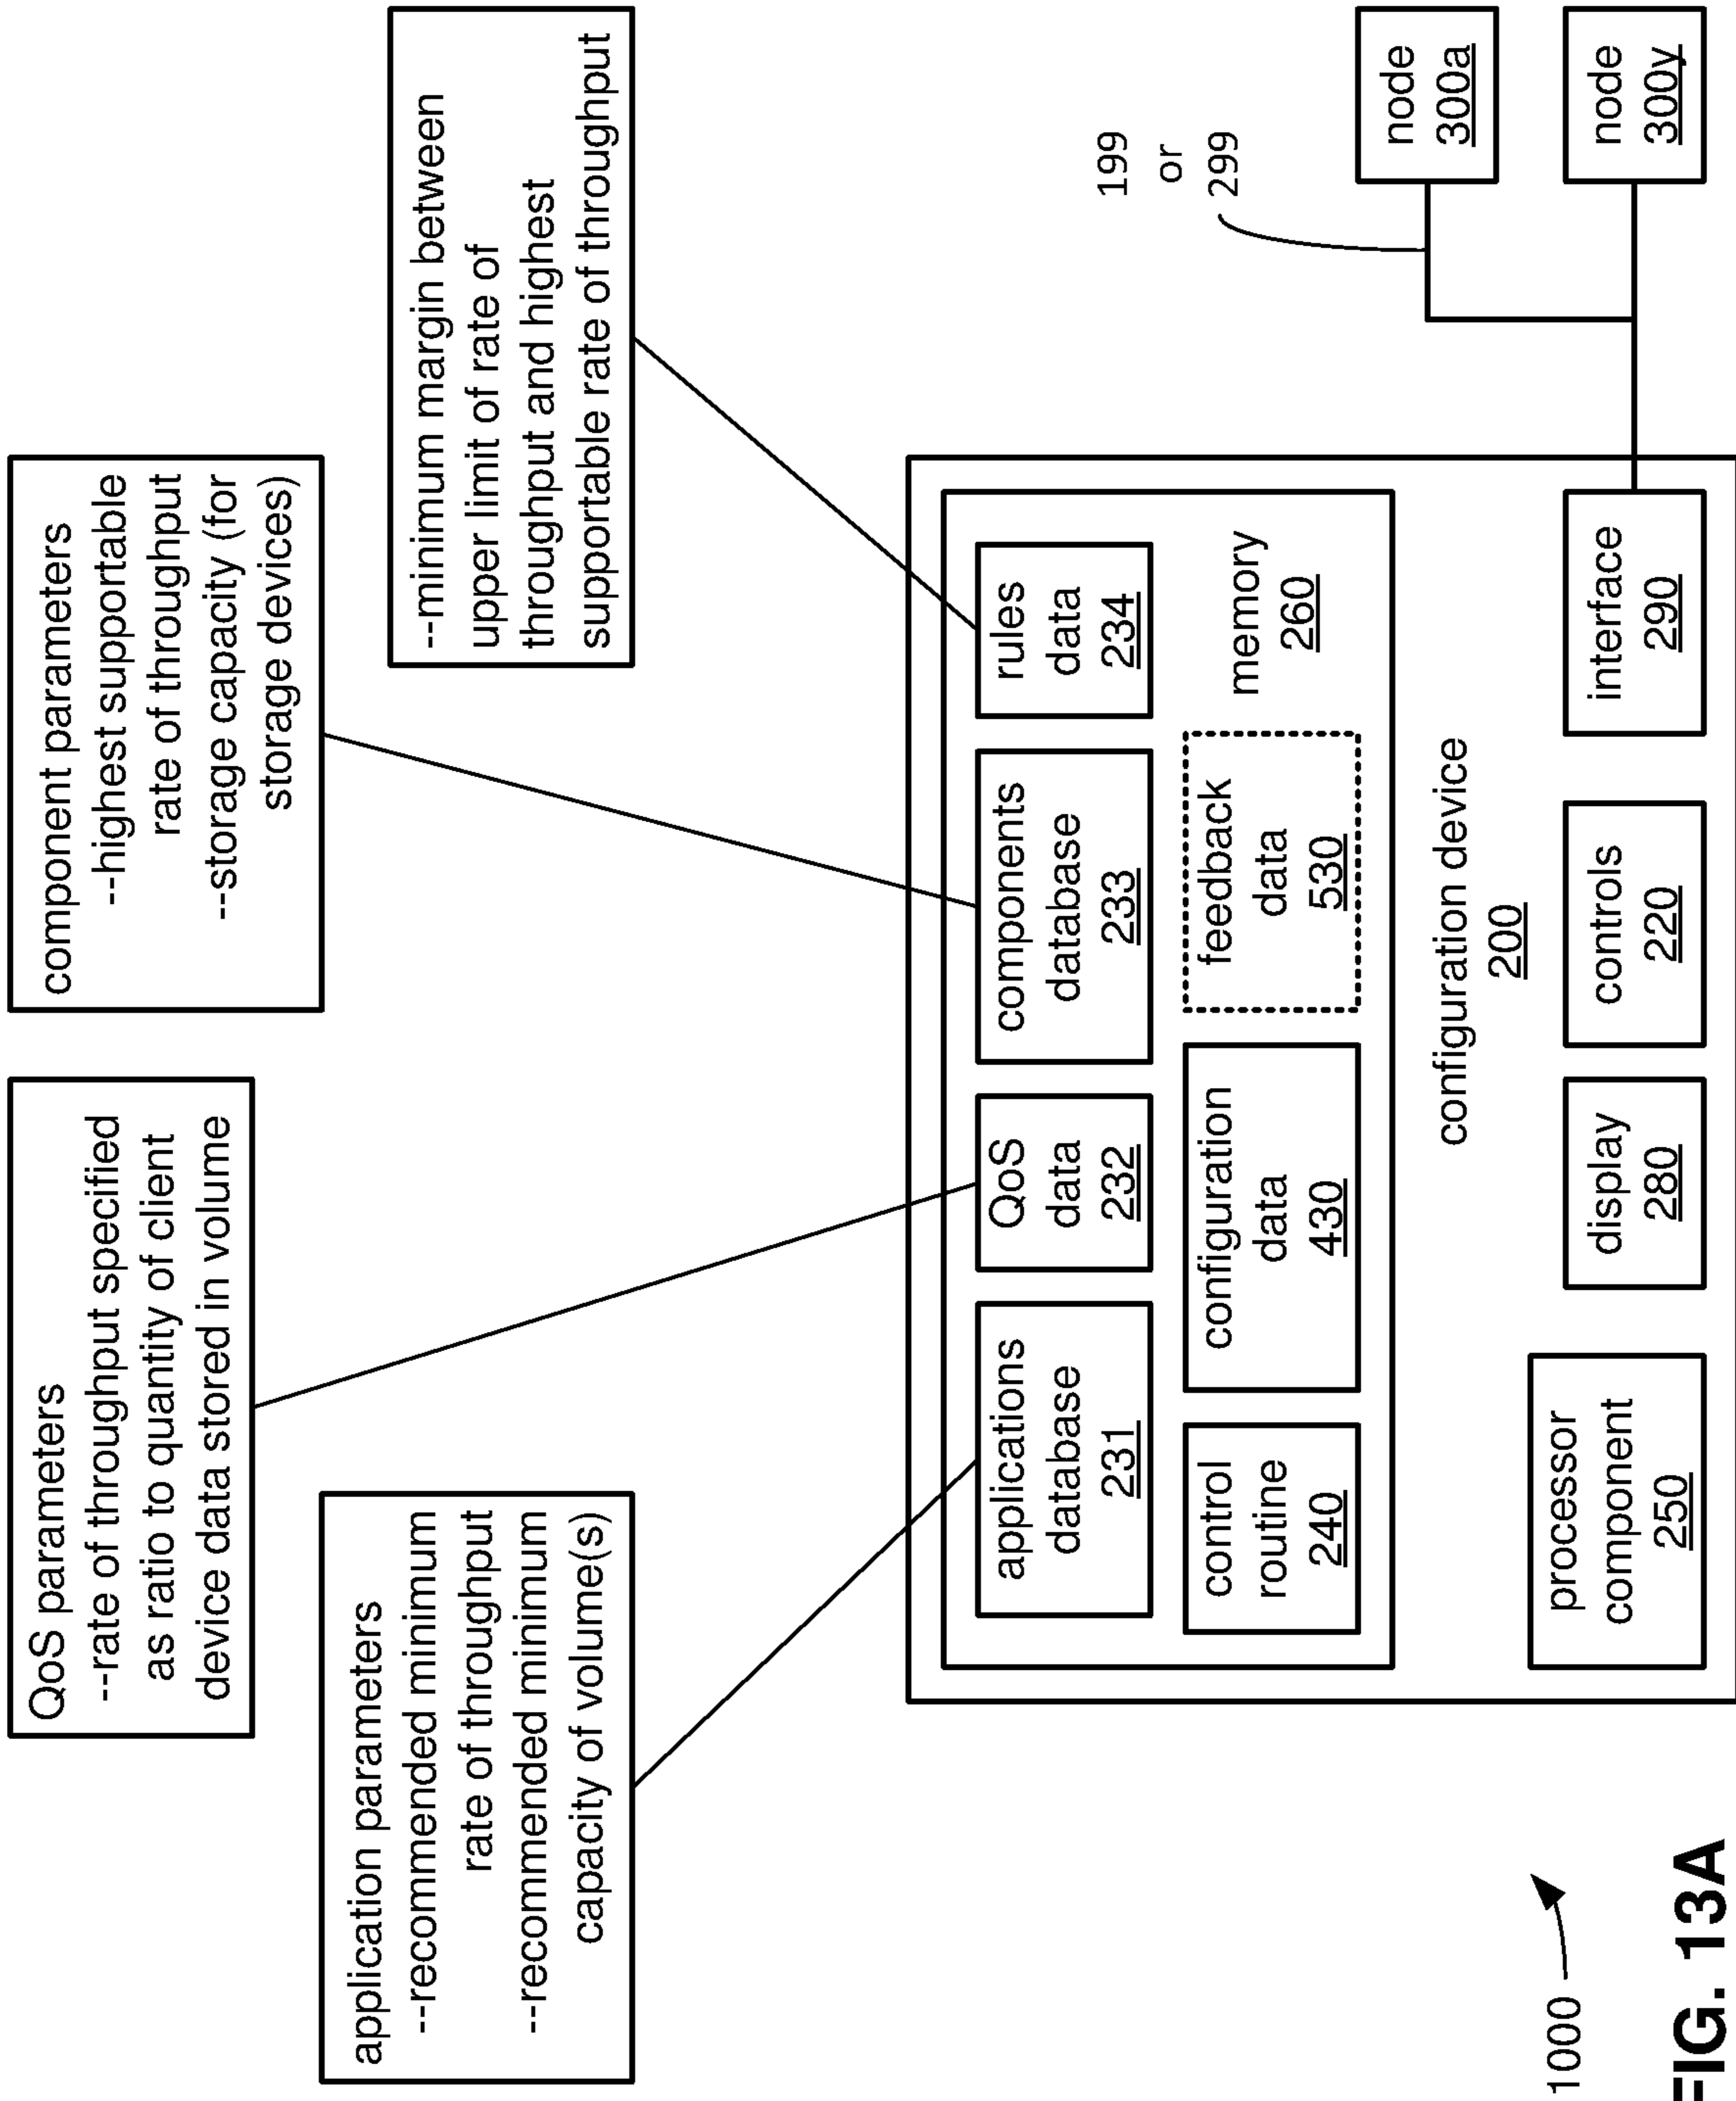 QoS parameters
--rate of throughput specified
as ratio to quantity of client
device data stored in volume
component parameters
--highest supportable
rate of throughput
--storage capacity (for
storage devices)
application parameters
--recommended minimum
rate of throughput
--recommended minimum
capacity of volume(s)
--minimum margin between
upper limit of rate of
throughput and highest
supportable rate of throughput
applications
database
231
QoS
data
232
components
database
233
rules
data
234
control
routine
240
configuration
data
430
feedback
data
530
memory
260
configuration device
200
processor
component
250
display
280
controls
220
interface
290
199
or
299
node
300a
node
300y
1000
FIG. 13A